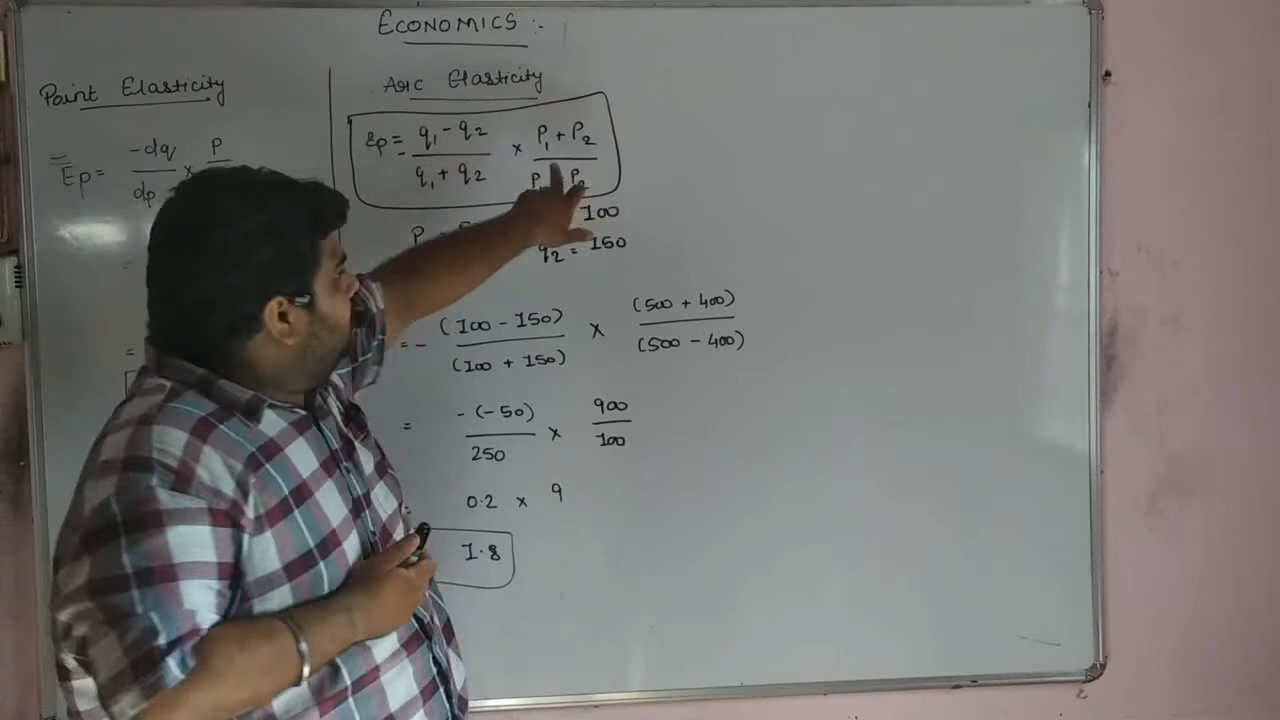 ECONOMICS :-
Point Elasticity
Ep = -dq/dp × P
Arc Elasticity
Ep = - q₁ - q₂ / q₁ + q₂ × P₁ + P₂ / P₁ P₂
P
100
q₂ = 150
= - (100 - 150) / (100 + 150) × (500 + 400) / (500 - 400)
= -(-50) / 250 × 900 / 100
0.2 × 9
1.8